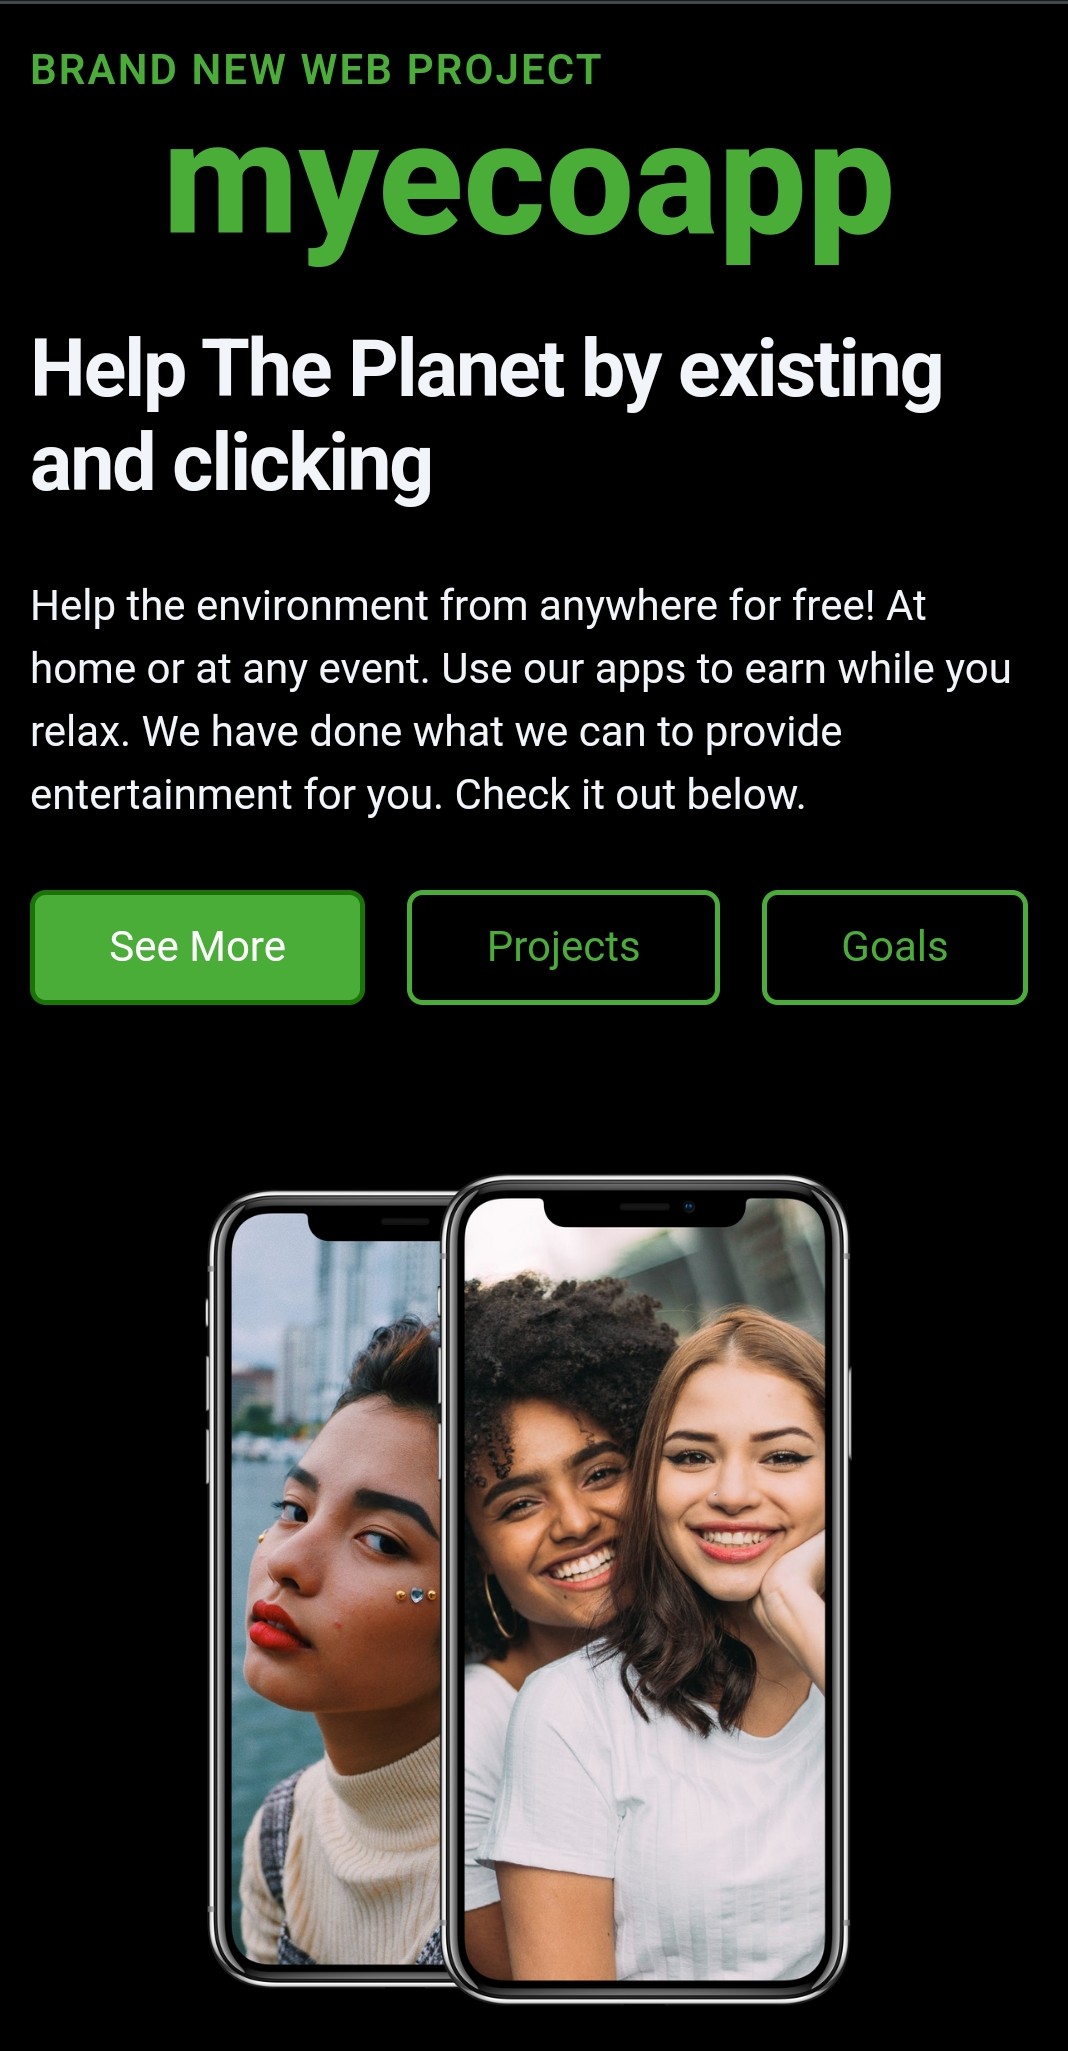 BRAND NEW WEB PROJECT
myecoapp
Help The Planet by existing
and clicking
Help the environment from anywhere for free! At
home or at any event. Use our apps to earn while you
relax. We have done what we can to provide
entertainment for you. Check it out below.
See More
Projects
Goals